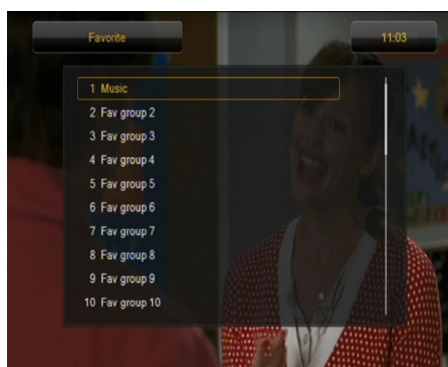 Favorite
11:03
1 Music
2 Fav group 2
3 Fav group 3
4 Fav group 4
5 Fav group 5
6 Fav group 6
7 Fav group 7
8 Fav group 8
9 Fav group 9
10 Fav group 10